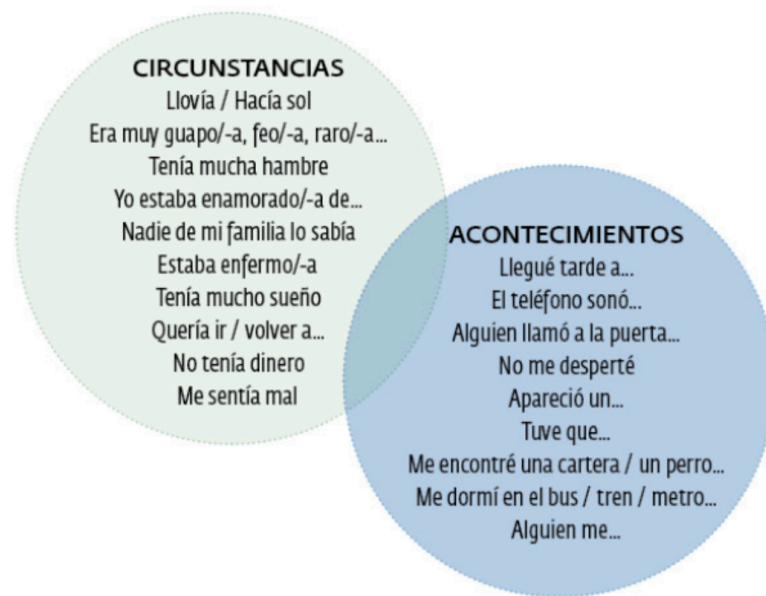 CIRCUNSTANCIAS
Llovía / Hacía sol
Era muy guapo/-a, feo/-a, raro/-a...
Tenía mucha hambre
Yo estaba enamorado/-a de...
Nadie de mi familia lo sabía
Estaba enfermo/-a
Tenía mucho sueño
Quería ir / volver a...
No tenía dinero
Me sentía mal
ACONTECIMIENTOS
Llegué tarde a...
El teléfono sonó...
Alguien llamó a la puerta...
No me desperté
Apareció un...
Tuve que...
Me encontré una cartera / un perro...
Me dormí en el bus / tren / metro...
Alguien me...